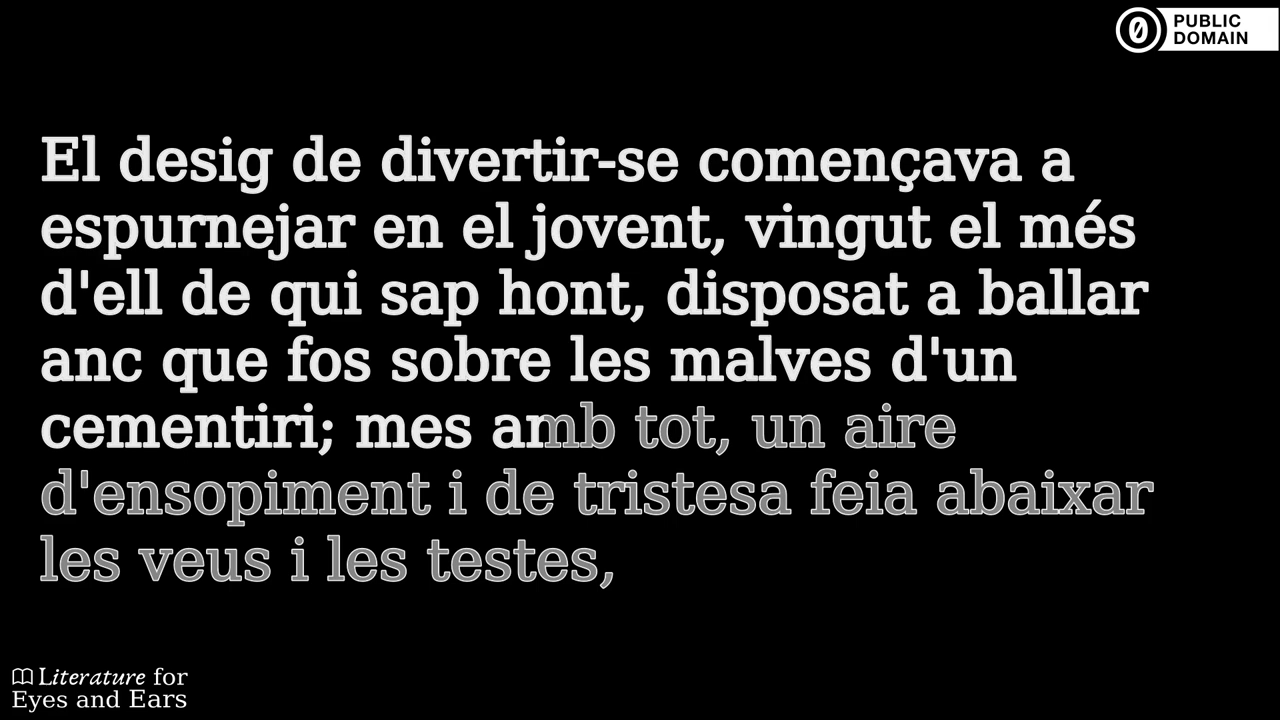 PUBLIC
DOMAIN
El desig de divertir-se començava a
espurnejar en el jovent, vingut el més
d'ell de qui sap hont, disposat a ballar
anc que fos sobre les malves d'un
cementiri; mes amb tot, un aire
d'ensopiment i de tristesa feia abaixar
les veus i les testes,
Literature for
Eyes and Ears